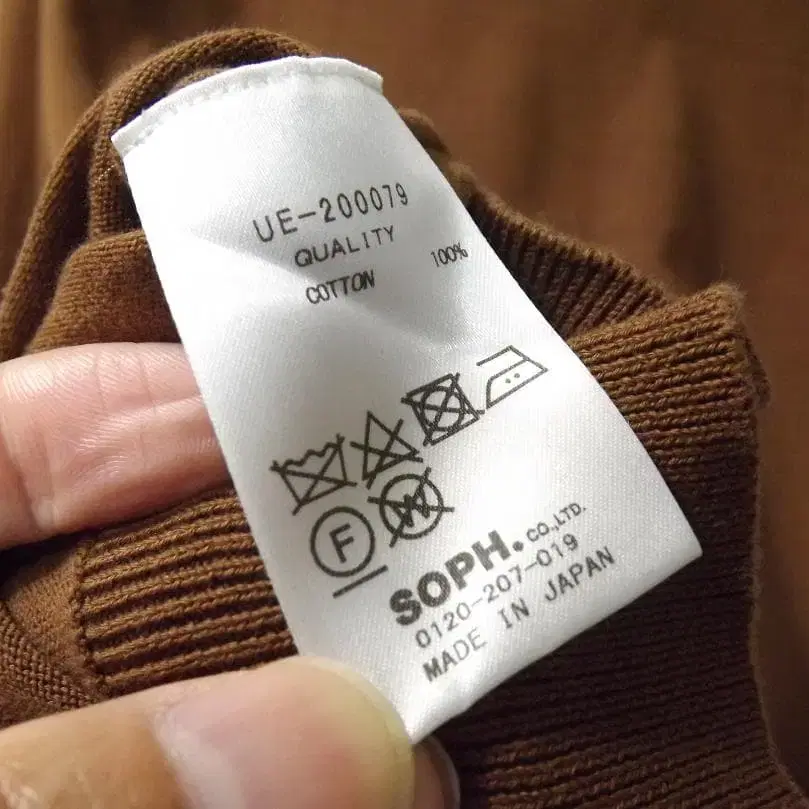 UE-200079
QUALITY
COTTON 100%
F W
SOPH. CO.,LTD.
0120-207-019
MADE IN JAPAN